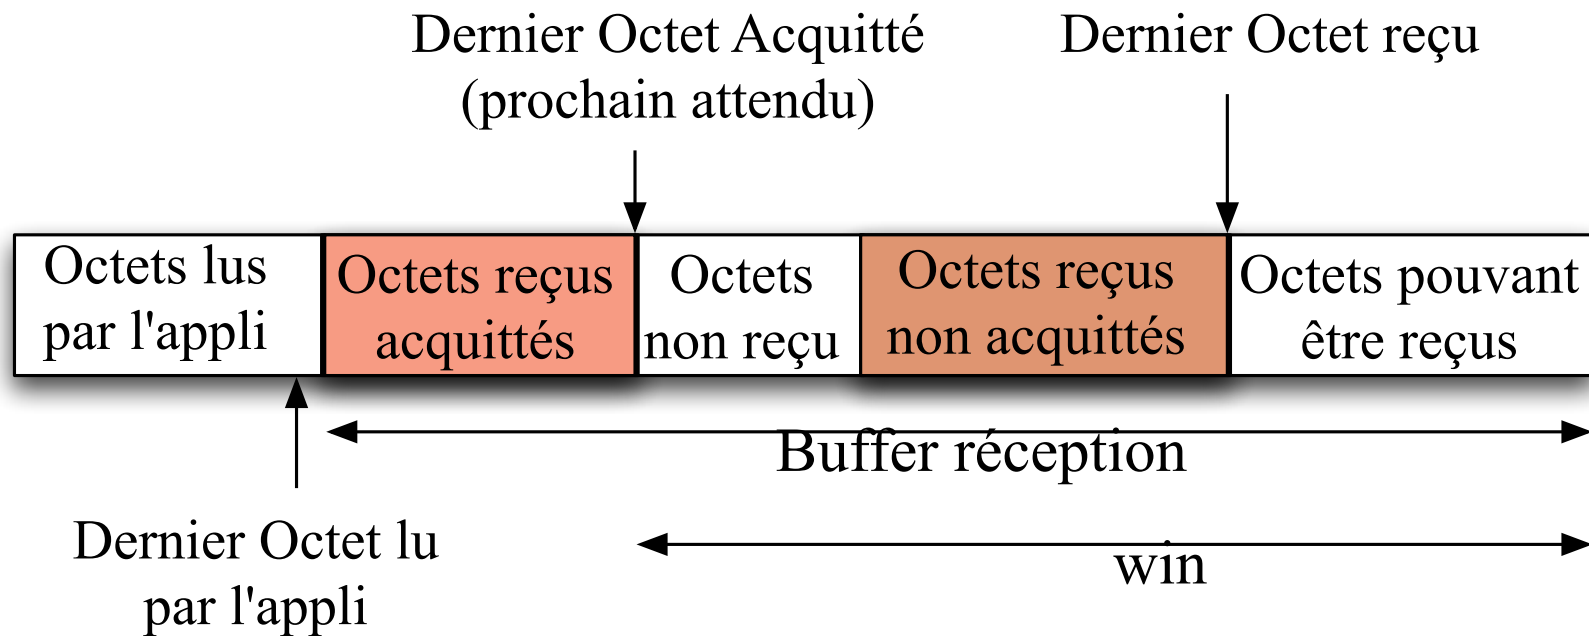 Dernier Octet Acquitté
(prochain attendu)
Dernier Octet reçu
Octets lus
par l'appli
Octets reçus
acquittés
Octets
non reçu
Octets reçus
non acquittés
Octets pouvant
être reçus
Buffer réception
Dernier Octet lu
par l'appli
win